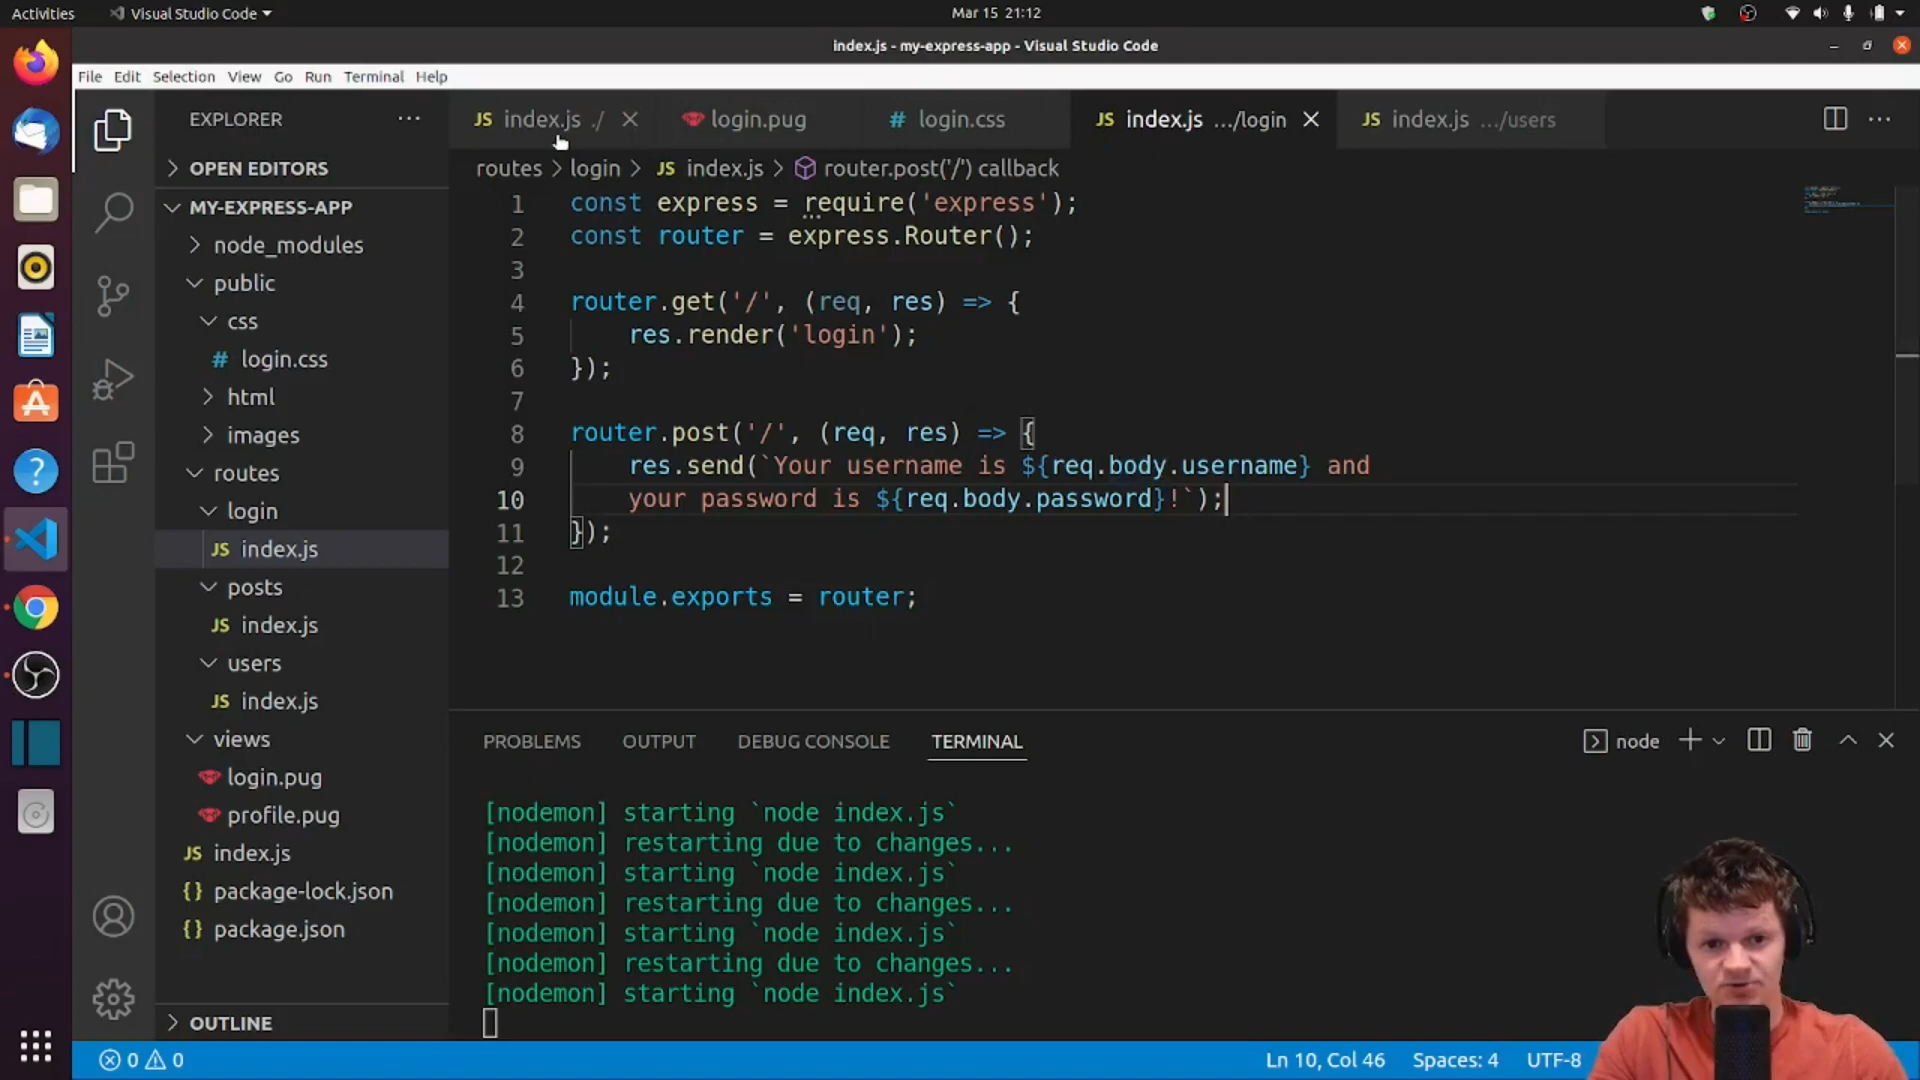 Activities
Visual Studio Code
Mar 15 21:12
index.js - my-express-app - Visual Studio Code
File Edit Selection View Go Run Terminal Help
EXPLORER
OPEN EDITORS
MY-EXPRESS-APP
node_modules
public
css
# login.css
html
images
routes
login
JS index.js
posts
JS index.js
users
JS index.js
views
login.pug
profile.pug
JS index.js
{} package-lock.json
{} package.json
OUTLINE
JS index.js ./
login.pug
# login.css
JS index.js .../login
JS index.js .../users
routes > login > JS index.js > router.post('/') callback
1 const express = require('express');
2 const router = express.Router();
3
4 router.get('/', (req, res) => {
5 res.render('login');
6 });
7
8 router.post('/', (req, res) => {
9 res.send(`Your username is ${req.body.username} and
10 your password is ${req.body.password}!`);
11 });
12
13 module.exports = router;
PROBLEMS OUTPUT DEBUG CONSOLE TERMINAL
node
[nodemon] starting `node index.js`
[nodemon] restarting due to changes...
[nodemon] starting `node index.js`
[nodemon] restarting due to changes...
[nodemon] starting `node index.js`
[nodemon] restarting due to changes...
[nodemon] starting `node index.js`
0 0
Ln 10, Col 46 Spaces: 4 UTF-8